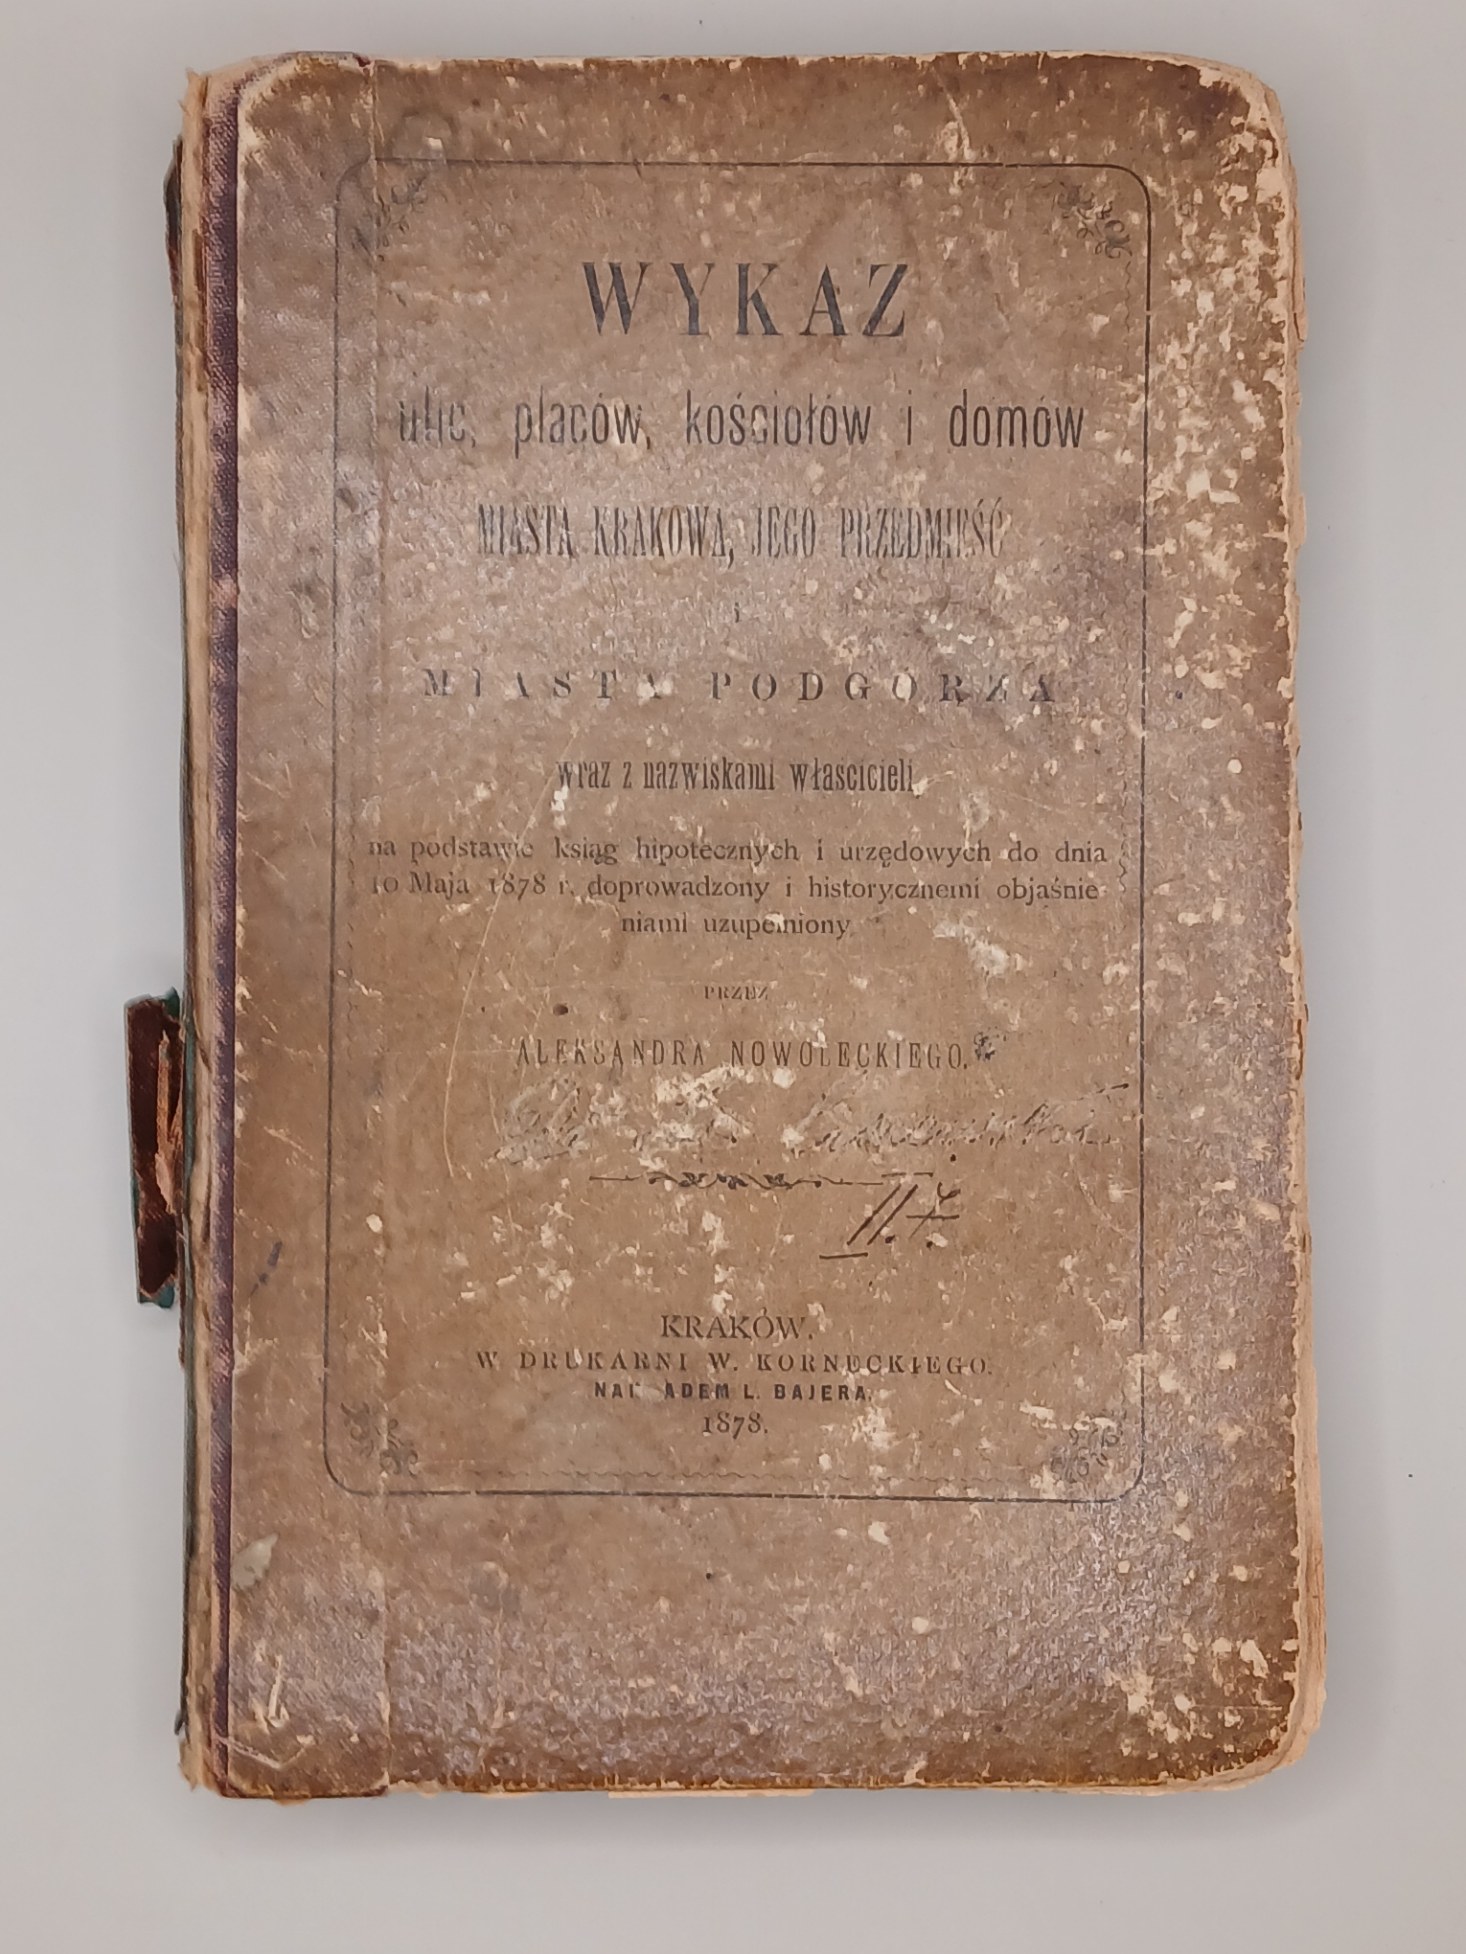 WYKAZ
ulic, placów, kościołów i domów
MIASTA KRAKOWA, JEGO PRZEDMIEŚĆ
i
MIASTA PODGÓRZA
wraz z nazwiskami właścicieli,
na podstawie ksiąg hipotecznych i urzędowych do dnia
10 Maja 1878 r. doprowadzony i historycznemi objaśnie-
niami uzupełniony
PRZEZ
ALEKSANDRA NOWOLECKIEGO.
II.
KRAKÓW.
W DRUKARNI W. KORNECKIEGO.
NAKŁADEM L. BAJERA.
1878.